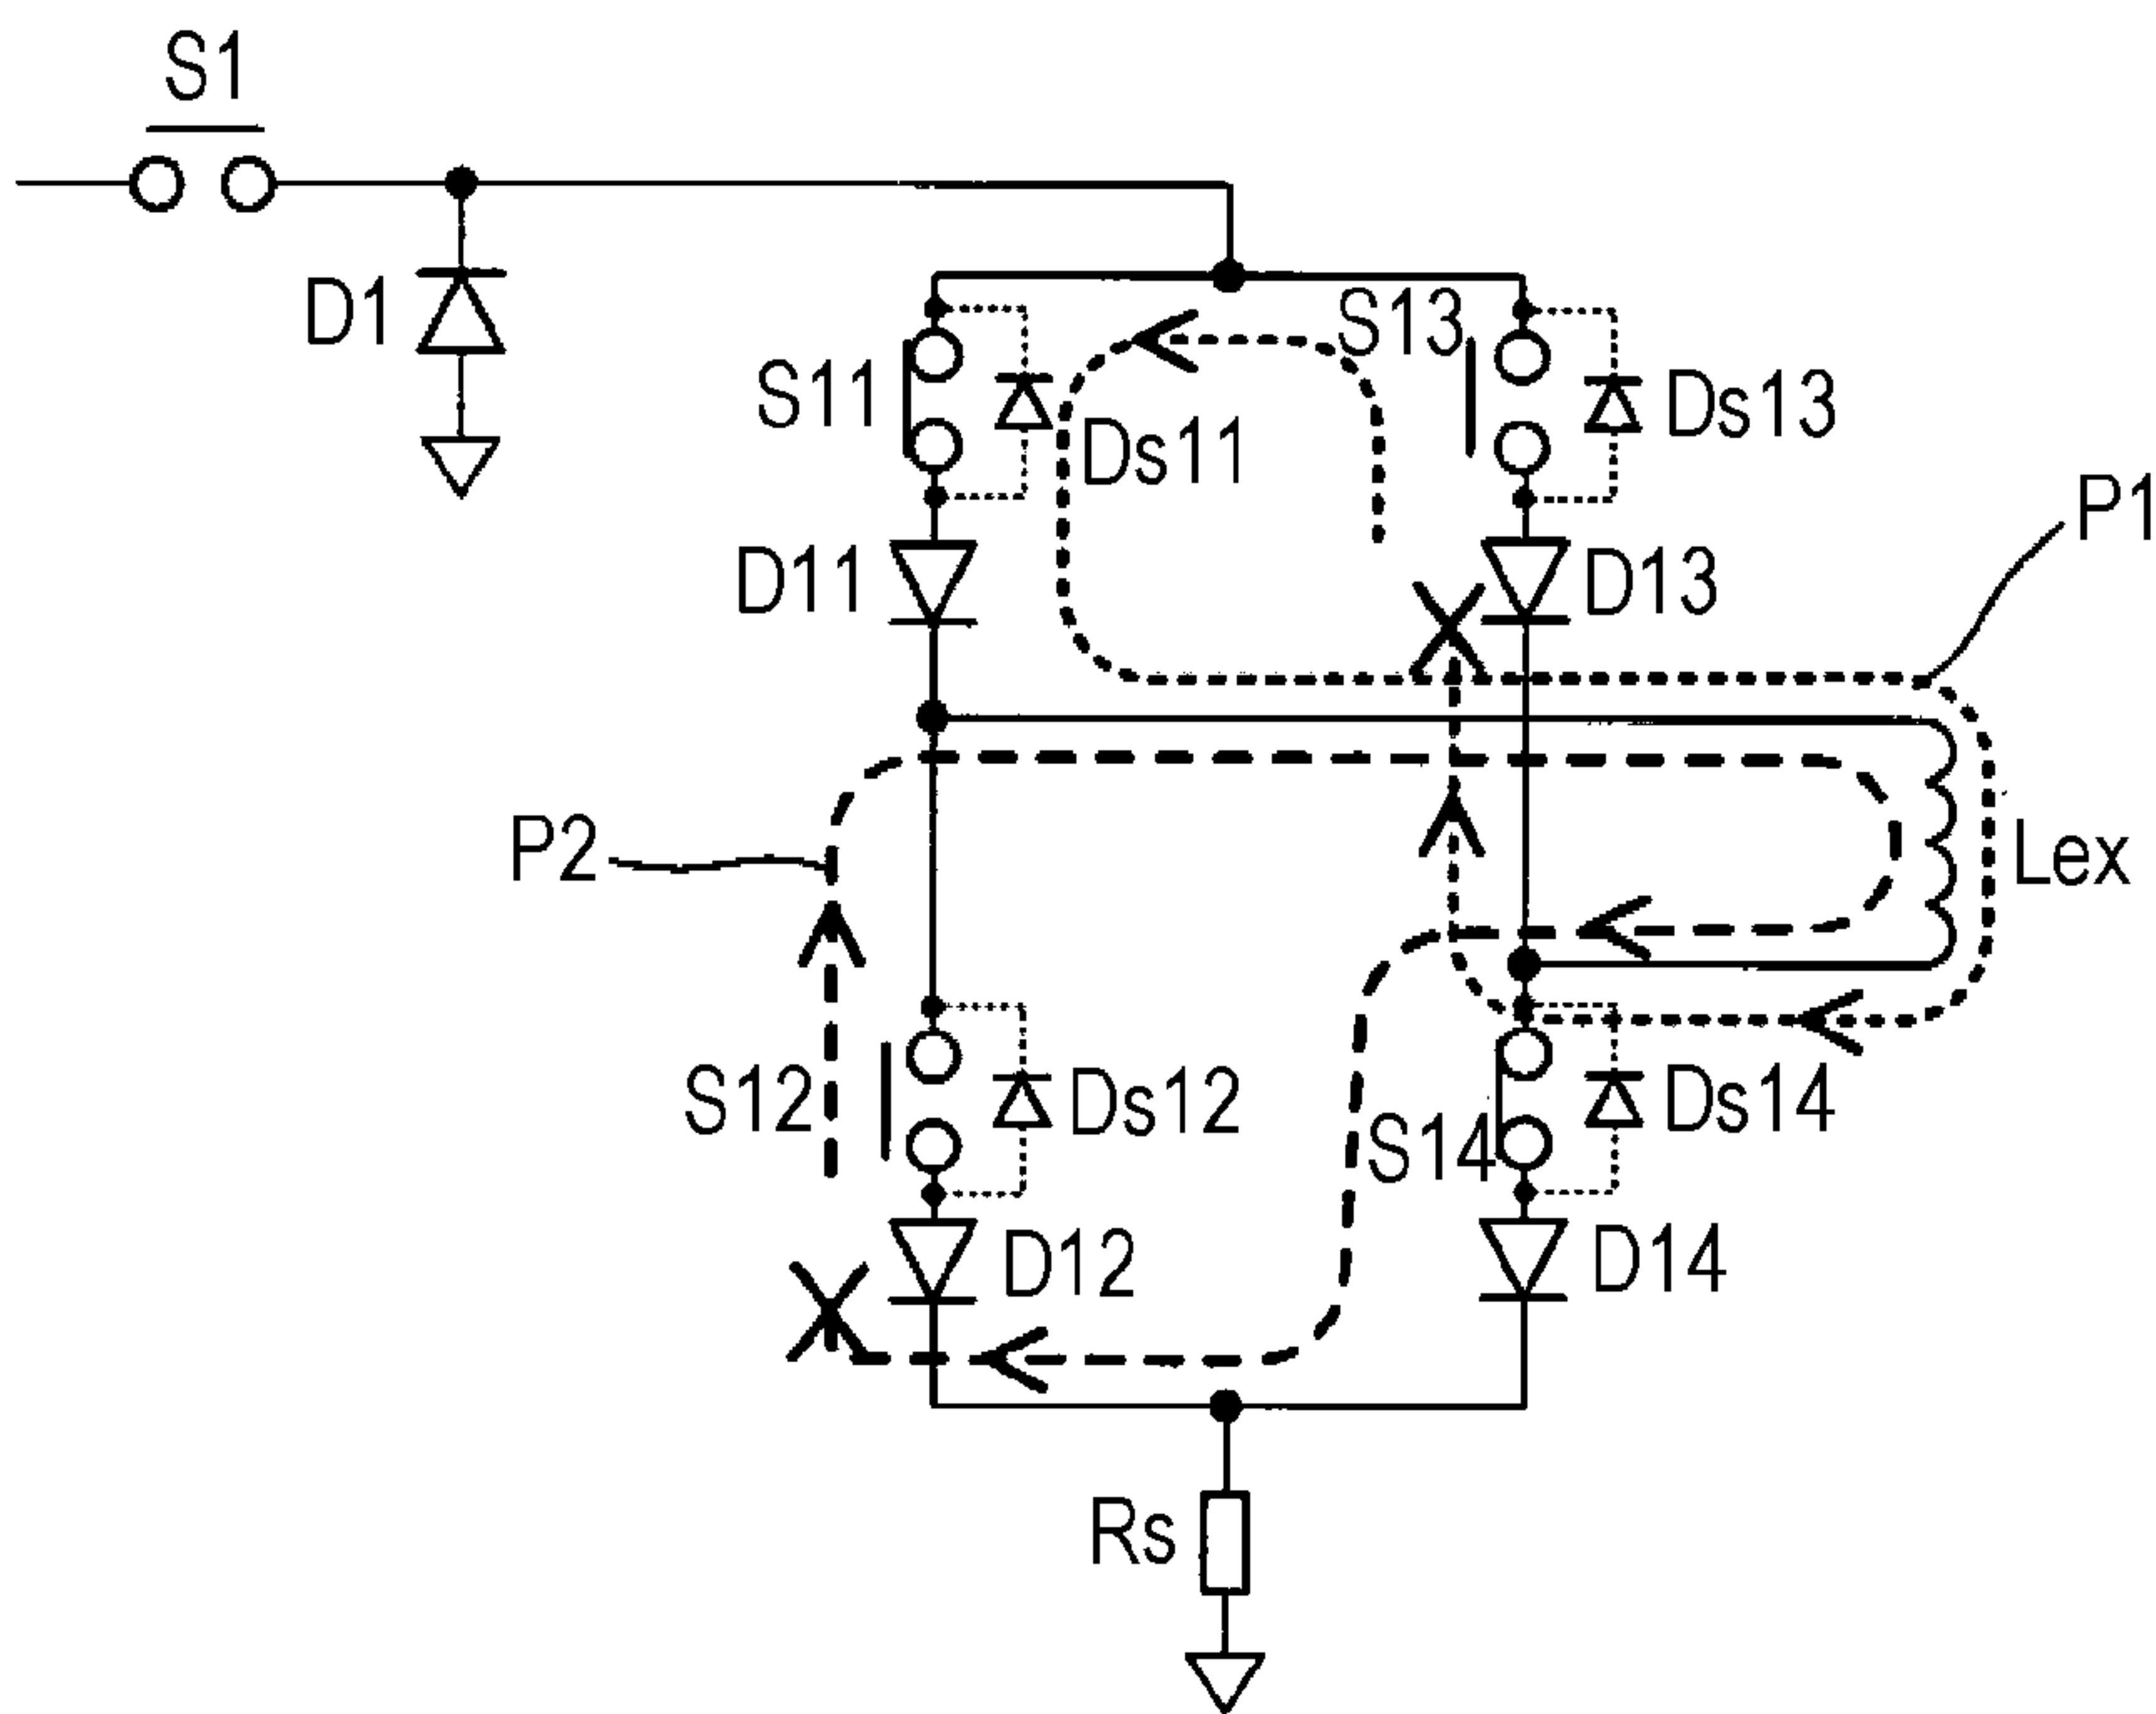 S1
D1
S11
Ds11
S13
Ds13
P1
D11
D13
P2
Lex
S12
Ds12
S14
Ds14
D12
D14
Rs